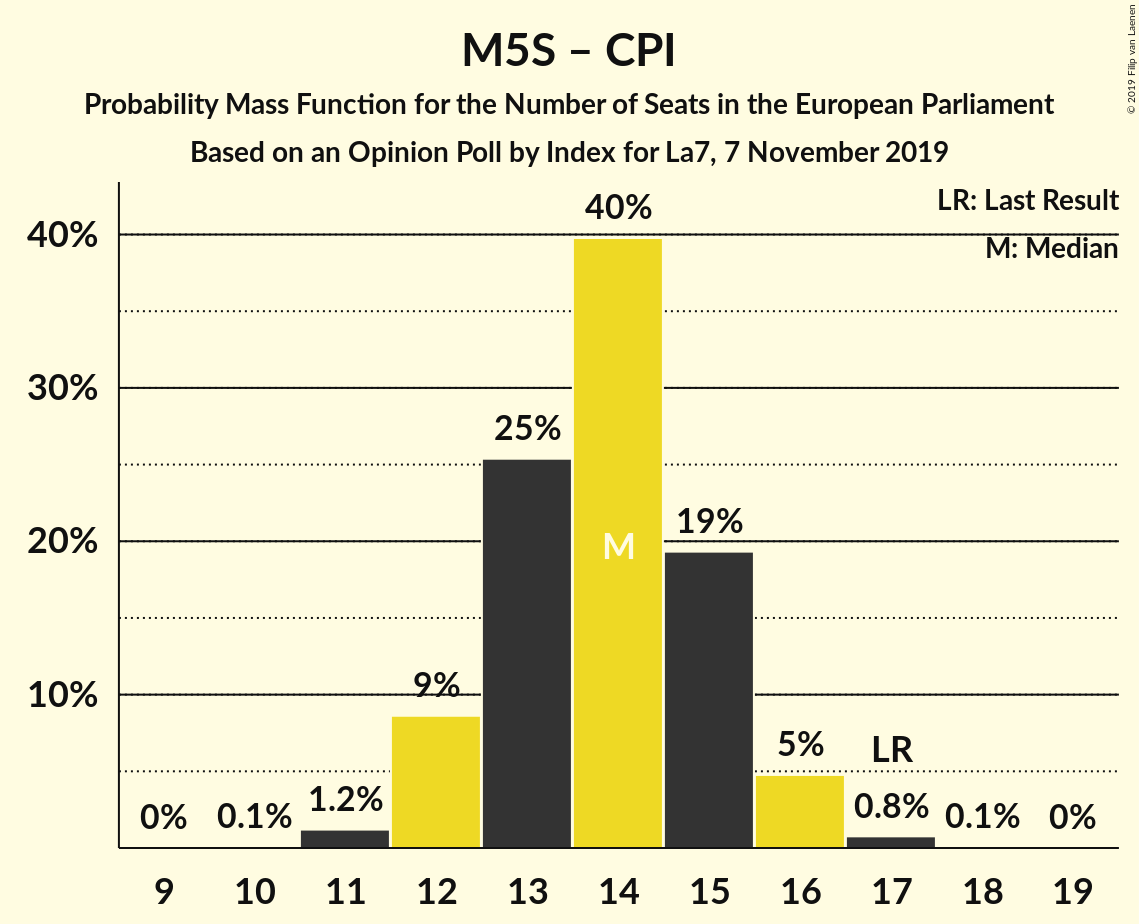 M5S – CPI
Probability Mass Function for the Number of Seats in the European Parliament
Based on an Opinion Poll by Index for La7, 7 November 2019
© 2019 Filip van Laenen
LR: Last Result
M: Median
40%
30%
20%
10%
0%
0.1%
1.2%
9%
25%
40%
M
19%
5%
LR
0.8%
0.1%
0%
9 10 11 12 13 14 15 16 17 18 19